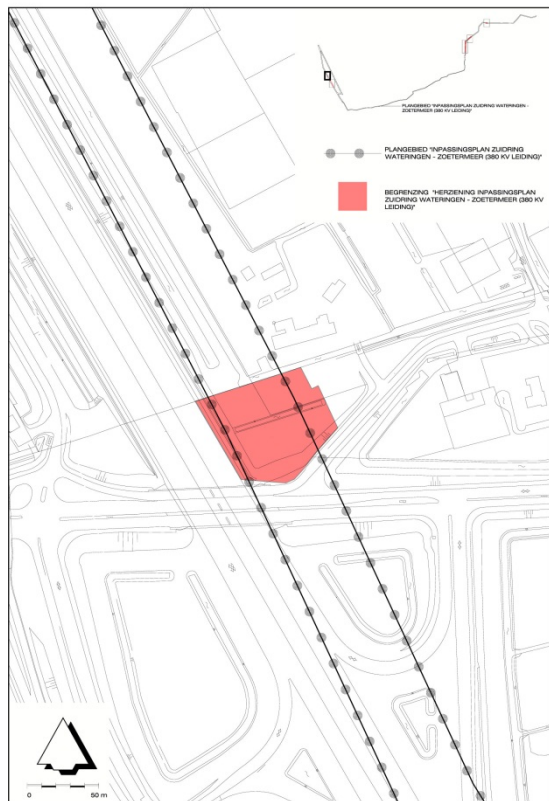 PLANGEBIED "INPASSINGSPLAN ZUIDRING WATERINGEN -
ZOETERMEER (380 KV LEIDING)"
PLANGEBIED "INPASSINGSPLAN ZUIDRING
WATERINGEN - ZOETERMEER (380 KV LEIDING)"
BEGRENZING "HERZIENING INPASSINGSPLAN
ZUIDRING WATERINGEN - ZOETERMEER (380 KV
LEIDING)"
0 50 m